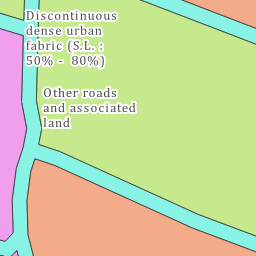 Discontinuous
dense urban
fabric (S.L. :
50% - 80%)
Other roads
and associated
land